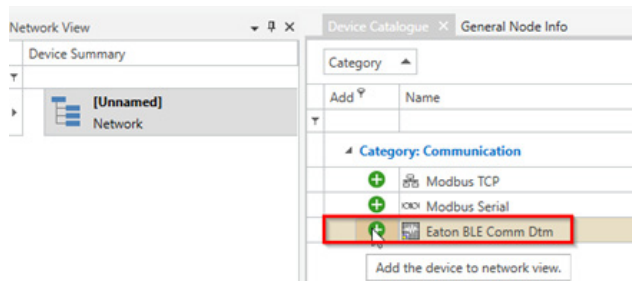 Network View
Device Summary
[Unnamed]
Network
Device Catalogue
General Node Info
Category
Add
Name
Category: Communication
Modbus TCP
Modbus Serial
Eaton BLE Comm Dtm
Add the device to network view.